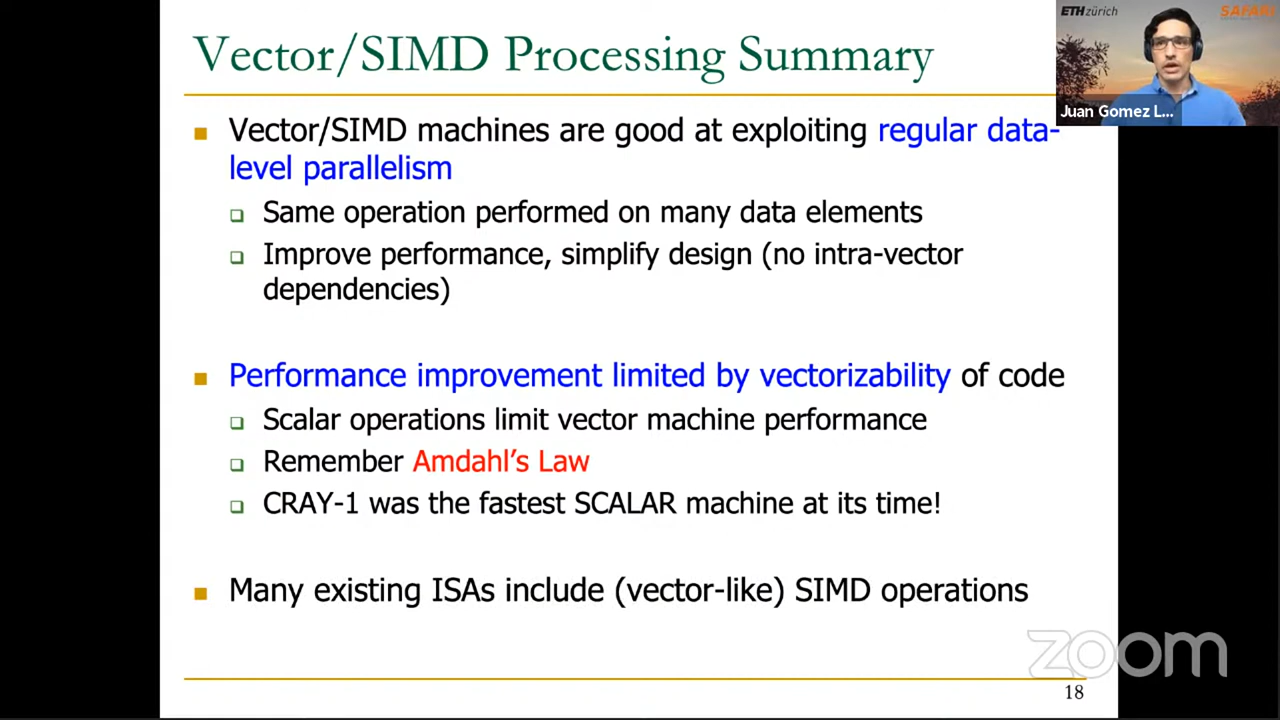 Vector/SIMD Processing Summary
ETHzürich
SAFARI
Juan Gomez L...
Vector/SIMD machines are good at exploiting regular data-
level parallelism
Same operation performed on many data elements
Improve performance, simplify design (no intra-vector
dependencies)
Performance improvement limited by vectorizability of code
Scalar operations limit vector machine performance
Remember Amdahl's Law
CRAY-1 was the fastest SCALAR machine at its time!
Many existing ISAs include (vector-like) SIMD operations
zoom
18